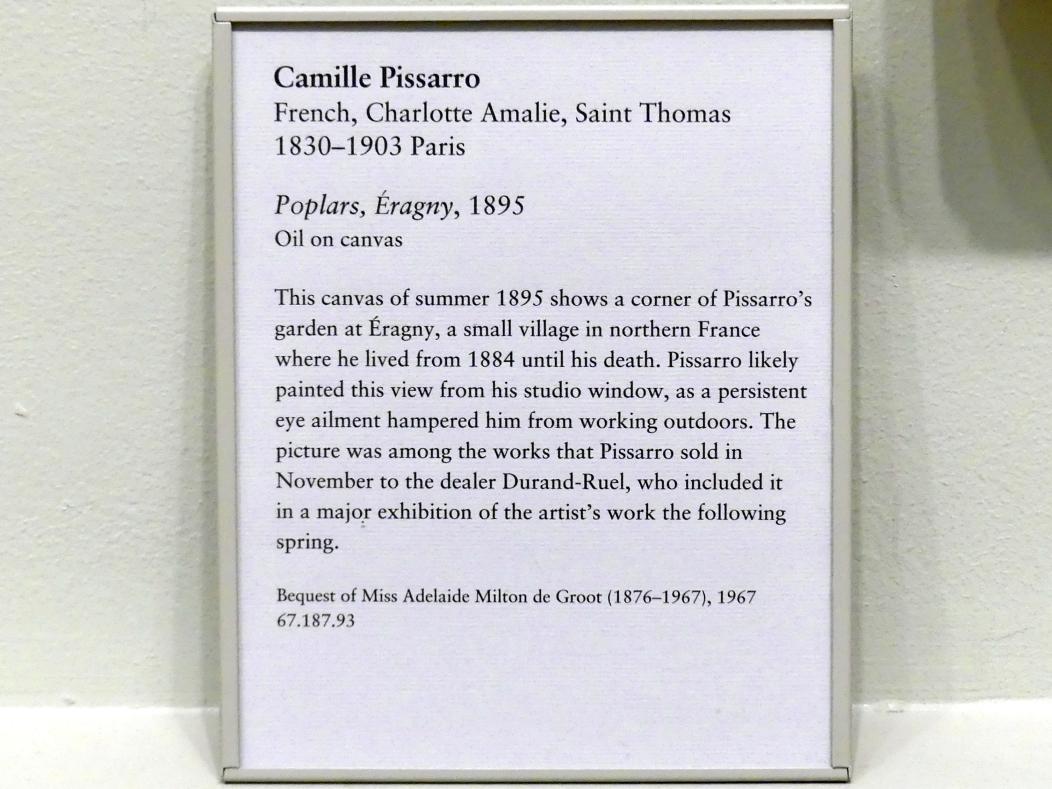 Camille Pissarro
French, Charlotte Amalie, Saint Thomas
1830–1903 Paris
Poplars, Éragny, 1895
Oil on canvas
This canvas of summer 1895 shows a corner of Pissarro’s
garden at Éragny, a small village in northern France
where he lived from 1884 until his death. Pissarro likely
painted this view from his studio window, as a persistent
eye ailment hampered him from working outdoors. The
picture was among the works that Pissarro sold in
November to the dealer Durand-Ruel, who included it
in a major exhibition of the artist’s work the following
spring.
Bequest of Miss Adelaide Milton de Groot (1876–1967), 1967
67.187.93